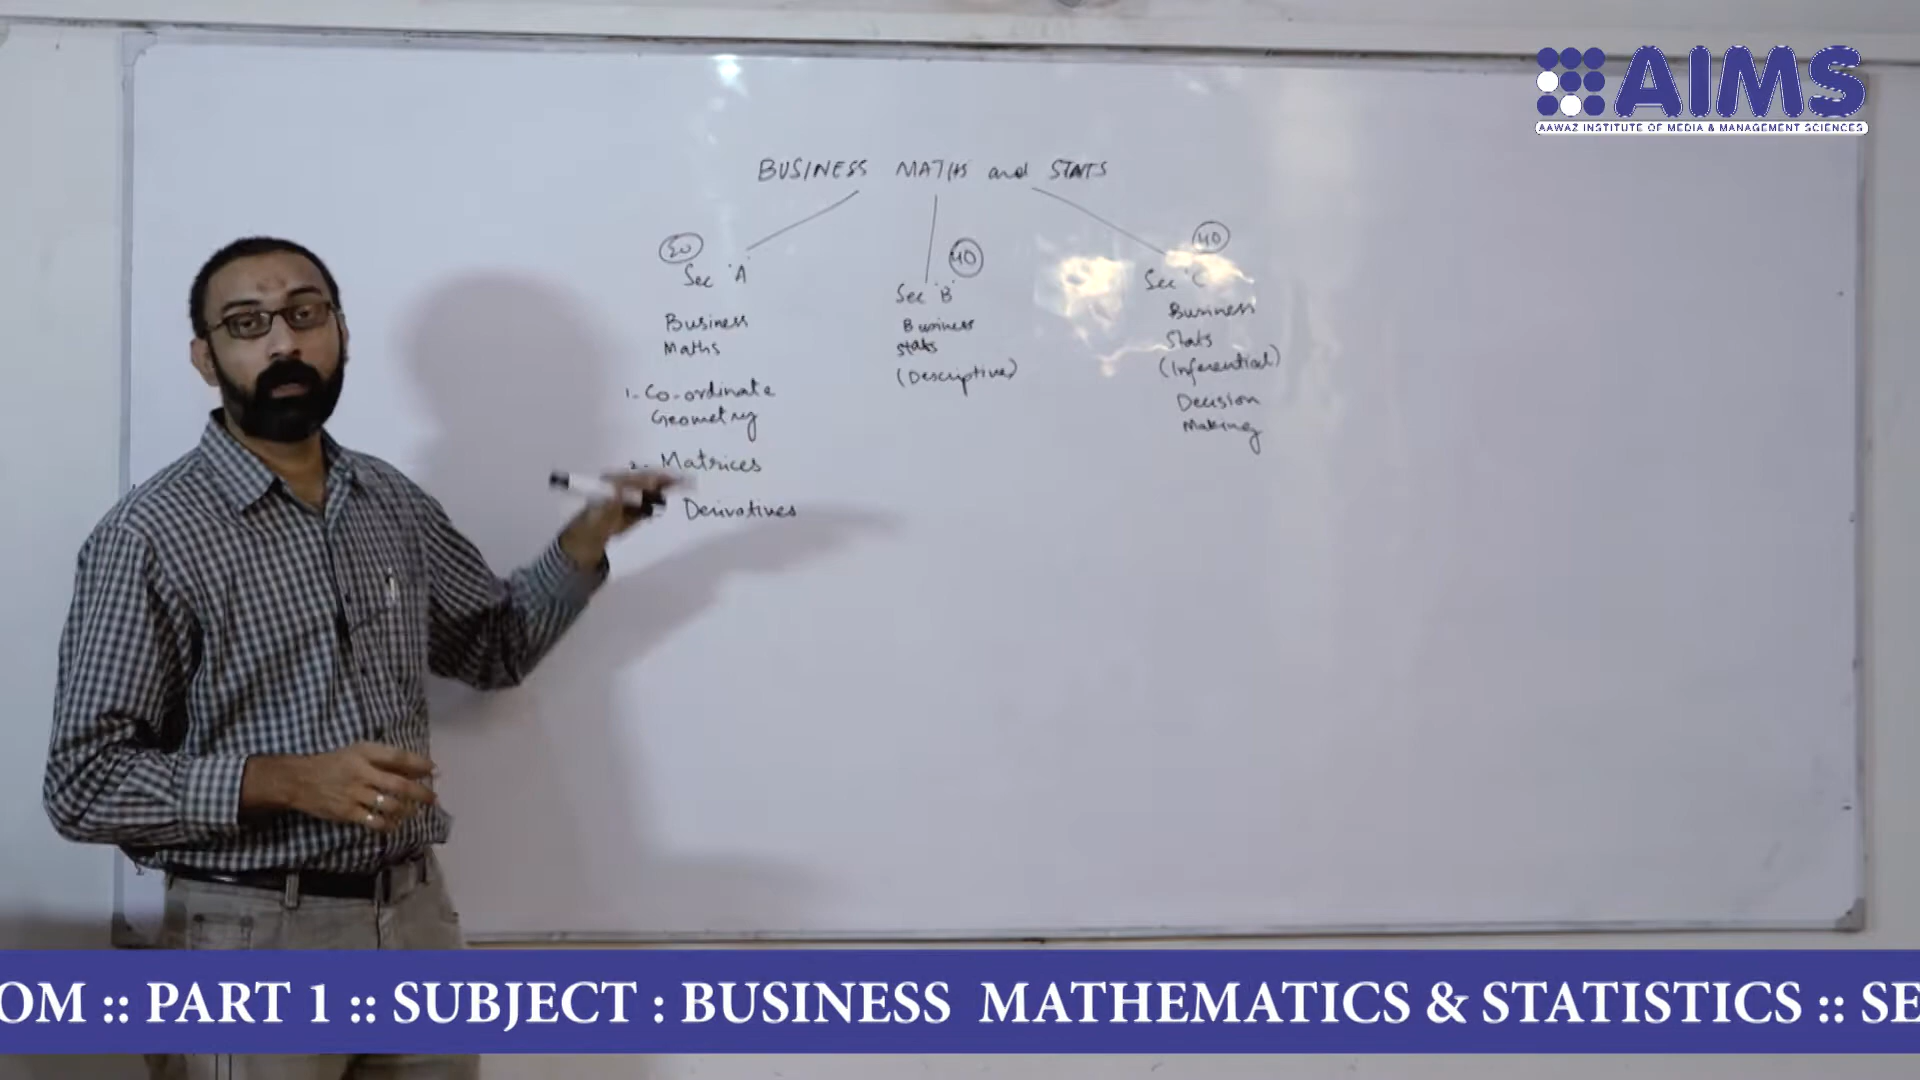 AIMS
AAWAZ INSTITUTE OF MEDIA & MANAGEMENT SCIENCES
BUSINESS MATHS and STATS
20
Sec 'A'
Business
Maths
1- Co-ordinate
Geometry
2- Matrices
Derivatives
40
Sec 'B'
Business
stats
(Descriptive)
40
Sec 'C'
Business
Stats
(Inferential)
Decision
Making
OM :: PART 1 :: SUBJECT : BUSINESS MATHEMATICS & STATISTICS :: SE